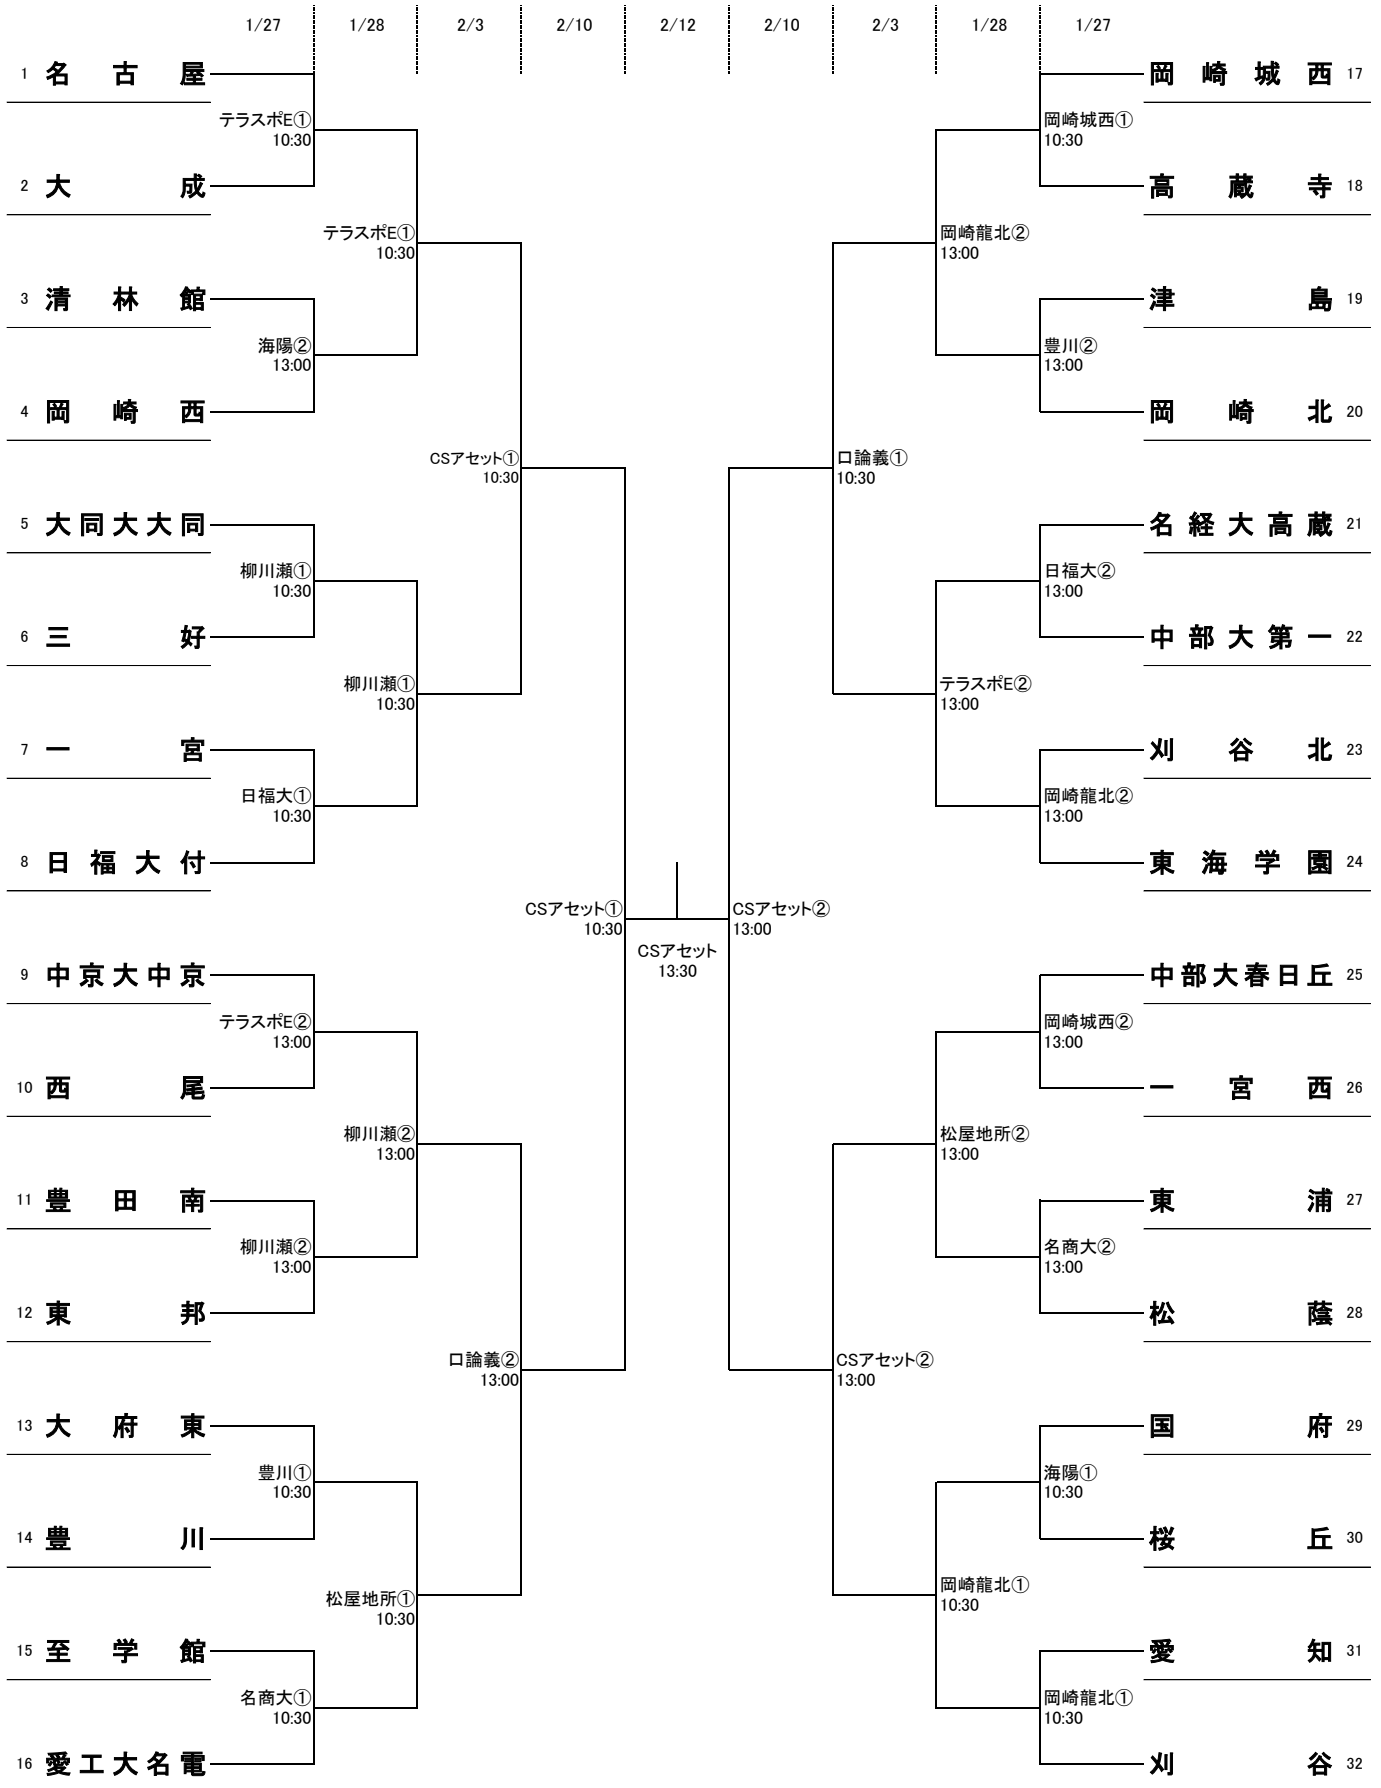 1/27 1/28 2/3 2/10 2/12 2/10 2/3 1/28 1/27
1 名古屋
岡崎城西 17
テラスポE①
10:30
岡崎城西①
10:30
2 大成
高蔵寺 18
テラスポE①
10:30
岡崎龍北②
13:00
3 清林館
津島 19
海陽②
13:00
豊川②
13:00
4 岡崎西
岡崎北 20
CSアセット①
10:30
口論義①
10:30
5 大同大大同
名経大高蔵 21
柳川瀬①
10:30
日福大②
13:00
6 三好
中部大第一 22
柳川瀬①
10:30
テラスポE②
13:00
7 一宮
刈谷北 23
日福大①
10:30
岡崎龍北②
13:00
8 日福大付
東海学園 24
CSアセット①
10:30
CSアセット②
13:00
CSアセット
13:30
9 中京大中京
中部大春日丘 25
テラスポE②
13:00
岡崎城西②
13:00
10 西尾
一宮西 26
柳川瀬②
13:00
松屋地所②
13:00
11 豊田南
東浦 27
柳川瀬②
13:00
名商大②
13:00
12 東邦
松蔭 28
口論義②
13:00
CSアセット②
13:00
13 大府東
国府 29
豊川①
10:30
海陽①
10:30
14 豊川
桜丘 30
松屋地所①
10:30
岡崎龍北①
10:30
15 至学館
愛知 31
名商大①
10:30
岡崎龍北①
10:30
16 愛工大名電
刈谷 32